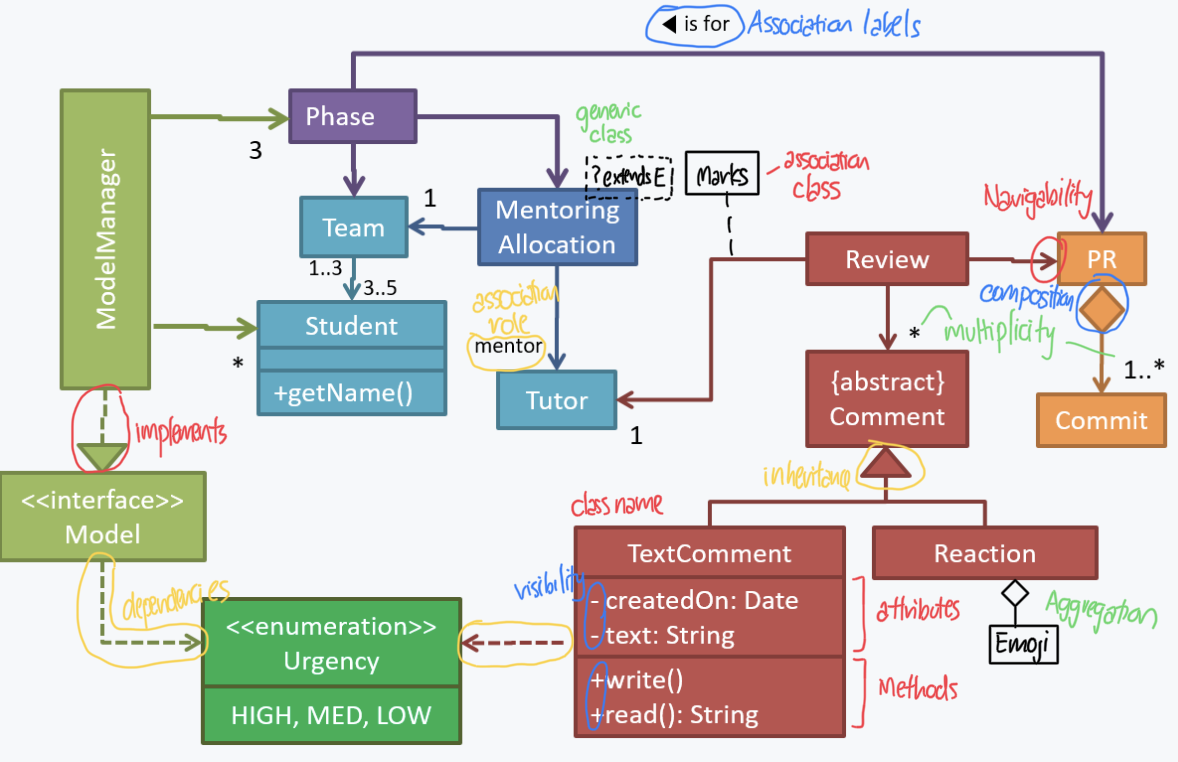 ◄ is for
Association labels
ModelManager
3
Phase
generic
class
? extends E
Marks
association
class
Navigability
1
Team
Mentoring
Allocation
Review
PR
1..3
3..5
association
role
composition
Student
mentor
*
*
multiplicity
1..*
+getName()
Tutor
1
{abstract}
Comment
Commit
implements
inheritance
<<interface>>
Model
class name
TextComment
Reaction
dependencies
visibility
- createdOn: Date
- text: String
attributes
Aggregation
<<enumeration>>
Urgency
Emoji
+write()
+read(): String
Methods
HIGH, MED, LOW